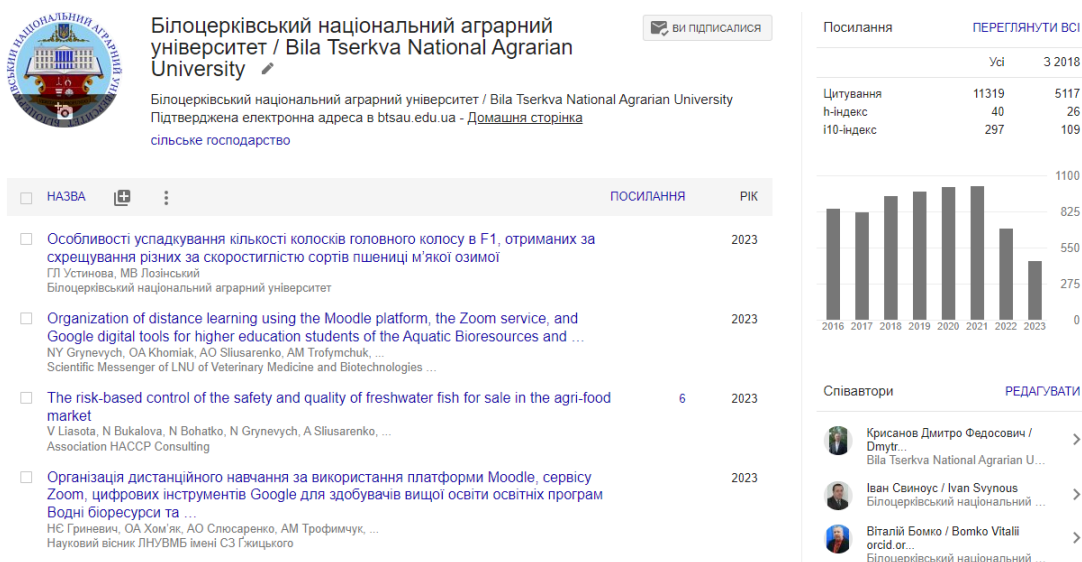 БІЛОЦЕРКІВСЬКИЙ НАЦІОНАЛЬНИЙ АГРАРНИЙ УНІВЕРСИТЕТ
Білоцерківський національний аграрний
університет / Bila Tserkva National Agrarian
University
ВИ ПІДПИСАЛИСЯ
Білоцерківський національний аграрний університет / Bila Tserkva National Agrarian University
Підтверджена електронна адреса в btsau.edu.ua - Домашня сторінка
сільське господарство
НАЗВА ПОСИЛАННЯ РІК
Особливості успадкування кількості колосків головного колосу в F1, отриманих за 2023
схрещування різних за скоростиглістю сортів пшениці м’якої озимої
ГЛ Устинова, МВ Лозінський
Білоцерківський національний аграрний університет
Organization of distance learning using the Moodle platform, the Zoom service, and 2023
Google digital tools for higher education students of the Aquatic Bioresources and …
NY Grynevych, OA Khomiak, AO Sliusarenko, AM Trofymchuk, ...
Scientific Messenger of LNU of Veterinary Medicine and Biotechnologies …
The risk-based control of the safety and quality of freshwater fish for sale in the agri-food 6 2023
market
V Liasota, N Bukalova, N Bohatko, N Grynevych, A Sliusarenko, ...
Association HACCP Consulting
Організація дистанційного навчання за використання платформи Moodle, сервісу 2023
Zoom, цифрових інструментів Google для здобувачів вищої освіти освітніх програм
Водні біоресурси та …
НЄ Гриневич, ОА Хом’як, АО Слюсаренко, АМ Трофимчук, ...
Науковий вісник ЛНУВМБ імені СЗ Ґжицького
Посилання ПЕРЕГЛЯНУТИ ВСІ
Усі З 2018
Цитування 11319 5117
h-індекс 40 26
i10-індекс 297 109
1100
825
550
275
0
2016 2017 2018 2019 2020 2021 2022 2023
Співавтори РЕДАГУВАТИ
Крисанов Дмитро Федосович /
Dmytr...
Bila Tserkva National Agrarian U…
Іван Свиноус / Ivan Svynous
Білоцерківський національний …
Віталій Бомко / Bomko Vitalii
orcid.or...
Білоцерківський національний …